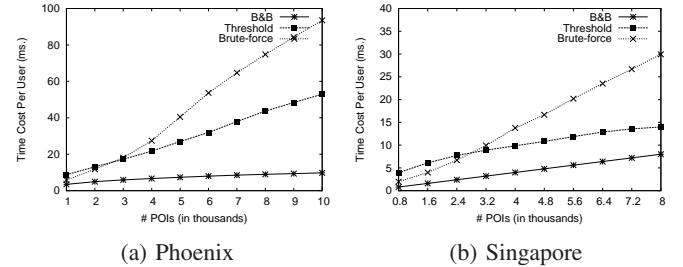 B&B
Threshold
Brute-force
Time Cost Per User (ms.)
100
80
60
40
20
0
1 2 3 4 5 6 7 8 9 10
# POIs (in thousands)
(a) Phoenix
B&B
Threshold
Brute-force
Time Cost Per User (ms.)
40
35
30
25
20
15
10
5
0
0.8 1.6 2.4 3.2 4 4.8 5.6 6.4 7.2 8
# POIs (in thousands)
(b) Singapore